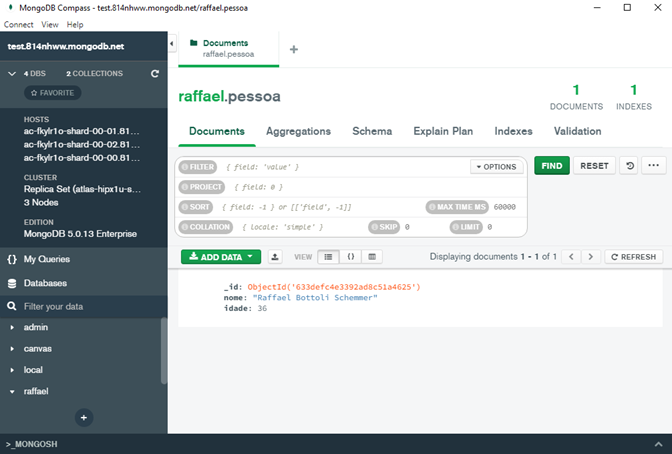 MongoDB Compass - test.814nhww.mongodb.net/raffael.pessoa
Connect View Help
test.814nhww.mongodb.net
4 DBS 2 COLLECTIONS
FAVORITE
HOSTS
ac-fkylr1o-shard-00-01.81...
ac-fkylr1o-shard-00-02.81...
ac-fkylr1o-shard-00-00.81...
CLUSTER
Replica Set (atlas-hipx1u-s...
3 Nodes
EDITION
MongoDB 5.0.13 Enterprise
{} My Queries
Databases
Filter your data
admin
canvas
local
raffael
+
Documents
raffael.pessoa
+
raffael.pessoa
1 DOCUMENTS
1 INDEXES
Documents Aggregations Schema Explain Plan Indexes Validation
FILTER { field: 'value' } OPTIONS
FIND RESET ...
PROJECT { field: 0 }
SORT { field: -1 } or [['field', -1]] MAX TIME MS 60000
COLLATION { locale: 'simple' } SKIP 0 LIMIT 0
ADD DATA VIEW {} Displaying documents 1 - 1 of 1 < > REFRESH
_id: ObjectId('633defc4e3392ad8c51a4625')
nome: "Raffael Bottoli Schemmer"
idade: 36
>_MONGOSH